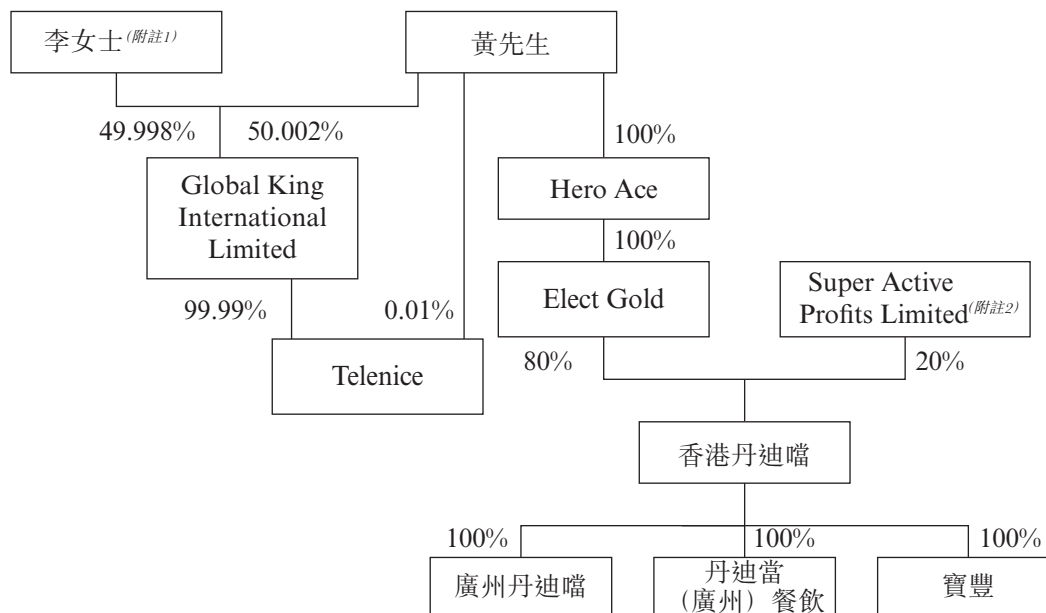 李女士(附註1)
黃先生
49.998%
50.002%
100%
Global King
International
Limited
Hero Ace
100%
Elect Gold
Super Active
Profits Limited(附註2)
99.99%
0.01%
Telenice
80%
20%
香港丹迪噹
100%
100%
100%
廣州丹迪噹
丹迪當
（廣州）餐飲
寶豐